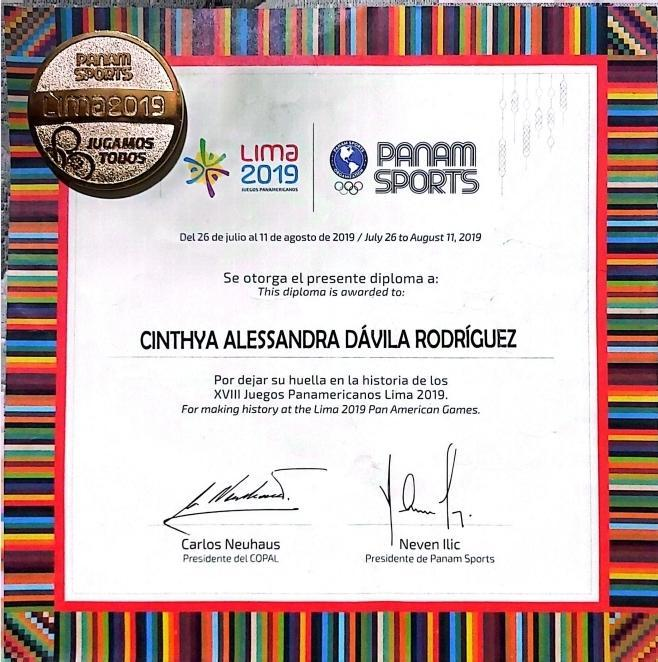 PANAM
SPORTS
LIMA2019
JUGAMOS
TODOS
LIMA
2019
JUEGOS PANAMERICANOS
PANAM
SPORTS
Del 26 de julio al 11 de agosto de 2019 / July 26 to August 11, 2019
Se otorga el presente diploma a:
This diploma is awarded to:
CINTHYA ALESSANDRA DÁVILA RODRÍGUEZ
Por dejar su huella en la historia de los
XVIII Juegos Panamericanos Lima 2019.
For making history at the Lima 2019 Pan American Games.
Carlos Neuhaus
Presidente del COPAL
Neven Ilic
Presidente de Panam Sports